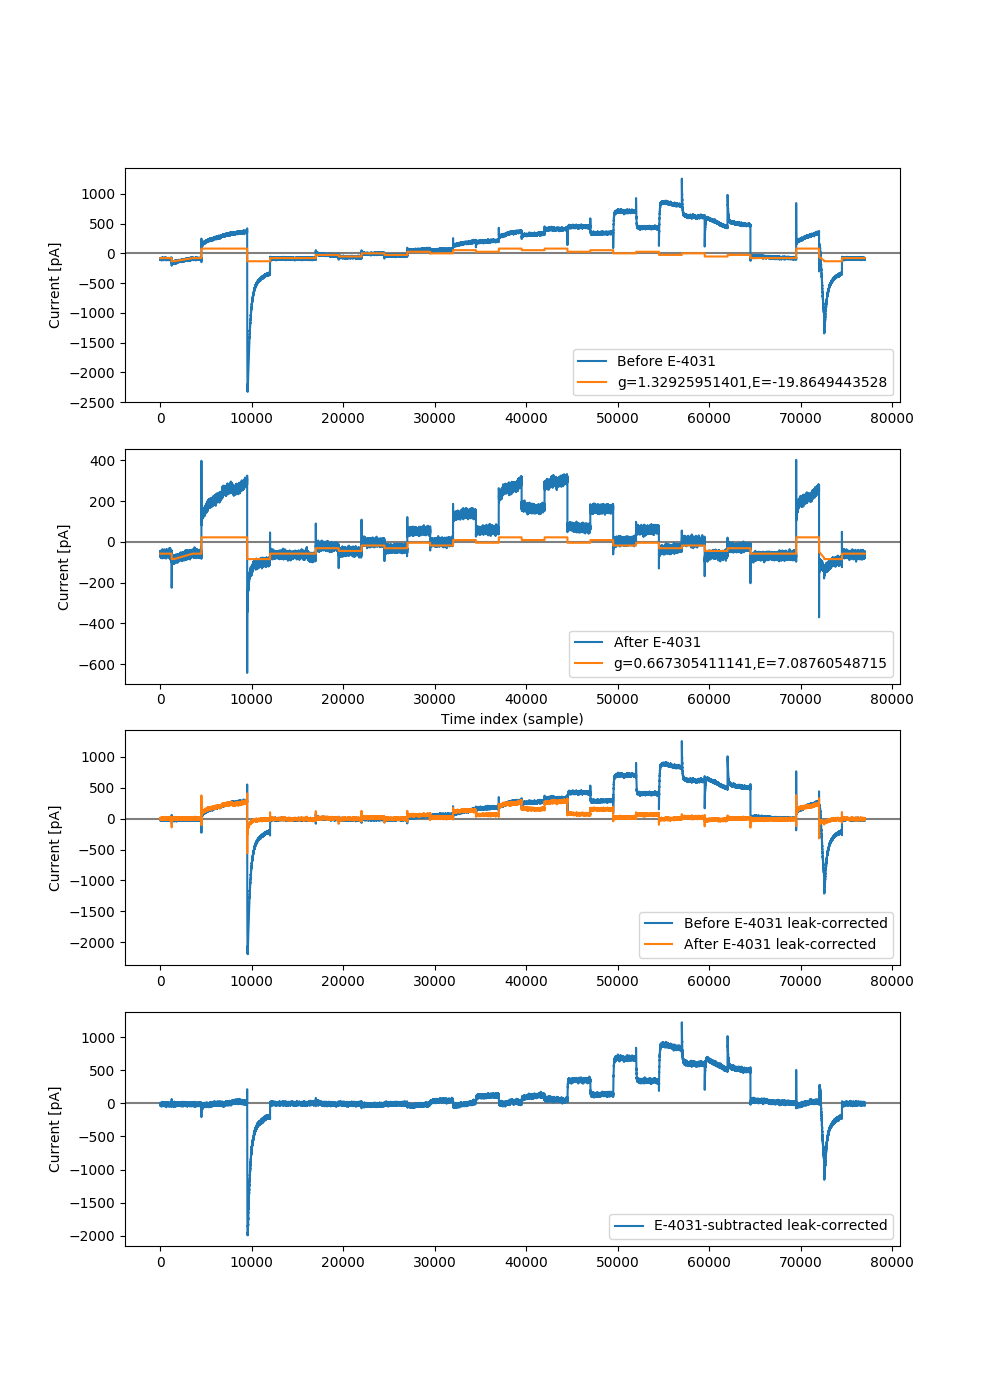 1000
500
0
−500
−1000
−1500
−2000
−2500
Current [pA]
Before E-4031
g=1.32925951401,E=-19.8649443528
0 10000 20000 30000 40000 50000 60000 70000 80000
400
200
0
−200
−400
−600
Current [pA]
After E-4031
g=0.667305411141,E=7.08760548715
0 10000 20000 30000 40000 50000 60000 70000 80000
Time index (sample)
1000
500
0
−500
−1000
−1500
−2000
Current [pA]
Before E-4031 leak-corrected
After E-4031 leak-corrected
0 10000 20000 30000 40000 50000 60000 70000 80000
1000
500
0
−500
−1000
−1500
−2000
Current [pA]
E-4031-subtracted leak-corrected
0 10000 20000 30000 40000 50000 60000 70000 80000